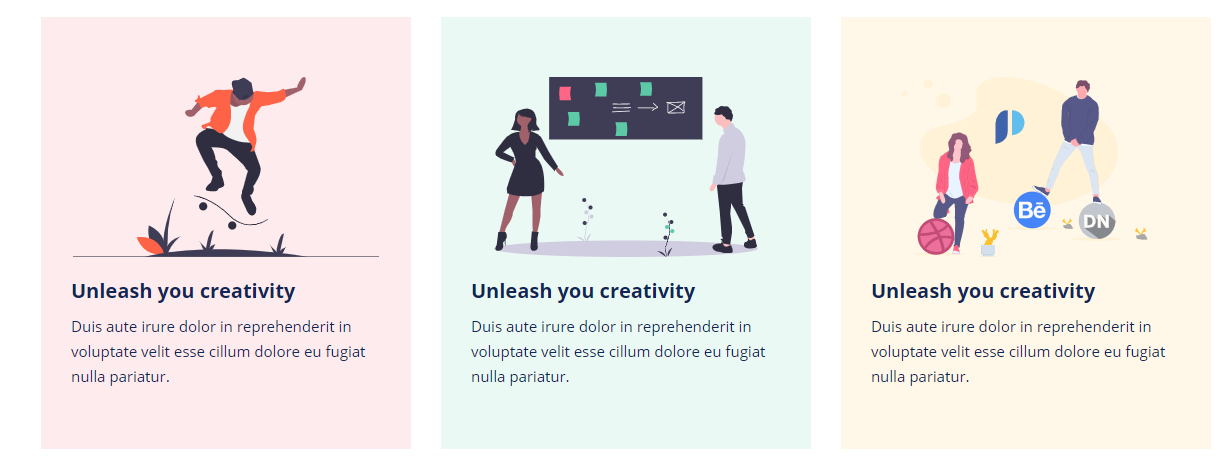 Bē
DN
Unleash you creativity
Duis aute irure dolor in reprehenderit in
voluptate velit esse cillum dolore eu fugiat
nulla pariatur.
Unleash you creativity
Duis aute irure dolor in reprehenderit in
voluptate velit esse cillum dolore eu fugiat
nulla pariatur.
Unleash you creativity
Duis aute irure dolor in reprehenderit in
voluptate velit esse cillum dolore eu fugiat
nulla pariatur.